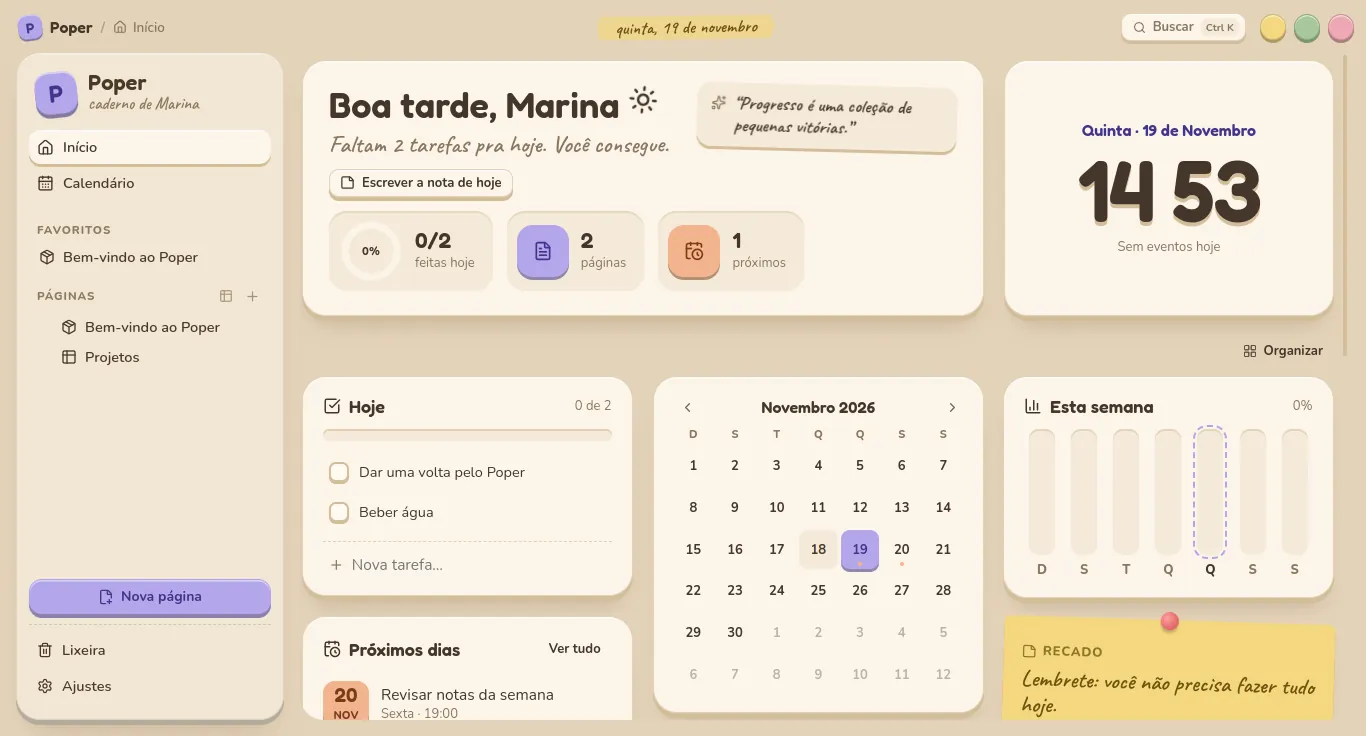 P Poper / Início
quinta, 19 de novembro
Buscar Ctrl K
P
Poper
caderno de Marina
Início
Calendário
FAVORITOS
Bem-vindo ao Poper
PÁGINAS
Bem-vindo ao Poper
Projetos
Nova página
Lixeira
Ajustes
Boa tarde, Marina
Faltam 2 tarefas pra hoje. Você consegue.
“Progresso é uma coleção de
pequenas vitórias.”
Escrever a nota de hoje
0%
0/2
feitas hoje
2
páginas
1
próximos
Quinta · 19 de Novembro
14 53
Sem eventos hoje
Organizar
Hoje
0 de 2
Dar uma volta pelo Poper
Beber água
Nova tarefa...
Próximos dias
Ver tudo
20
NOV
Revisar notas da semana
Sexta · 19:00
Novembro 2026
D S T Q Q S S
1 2 3 4 5 6 7
8 9 10 11 12 13 14
15 16 17 18 19 20 21
22 23 24 25 26 27 28
29 30 1 2 3 4 5
6 7 8 9 10 11 12
Esta semana
0%
D S T Q Q S S
RECADO
Lembrete: você não precisa fazer tudo
hoje.